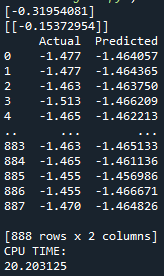 [-0.31954081]
[[-0.15372954]]
Actual Predicted
0 -1.477 -1.464057
1 -1.477 -1.464365
2 -1.463 -1.463750
3 -1.513 -1.466209
4 -1.465 -1.462213
.. ... ...
883 -1.463 -1.465133
884 -1.465 -1.461136
885 -1.455 -1.456986
886 -1.455 -1.466671
887 -1.470 -1.464826
[888 rows x 2 columns]
CPU TIME:
20.203125